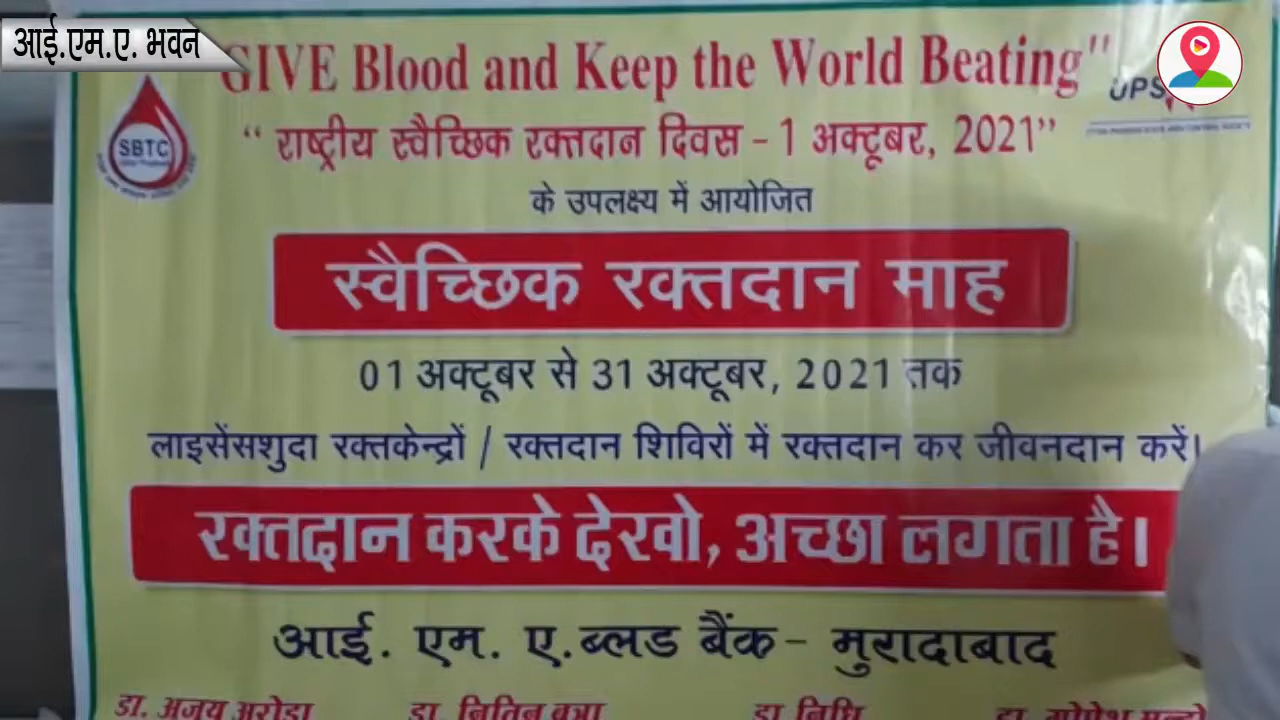 आई.एम.ए. भवन
"GIVE Blood and Keep the World Beating"
SBTC
UPS
“ राष्ट्रीय स्वैच्छिक रक्तदान दिवस – 1 अक्टूबर, 2021”
के उपलक्ष्य में आयोजित
स्वैच्छिक रक्तदान माह
01 अक्टूबर से 31 अक्टूबर, 2021 तक
लाइसेंसशुदा रक्तकेन्द्रों / रक्तदान शिविरों में रक्तदान कर जीवनदान करें।
रक्तदान करके देखो, अच्छा लगता है।
आई. एम. ए. ब्लड बैंक – मुरादाबाद
डा. अजय अरोड़ा डा. नितिन बत्रा डा. निधि